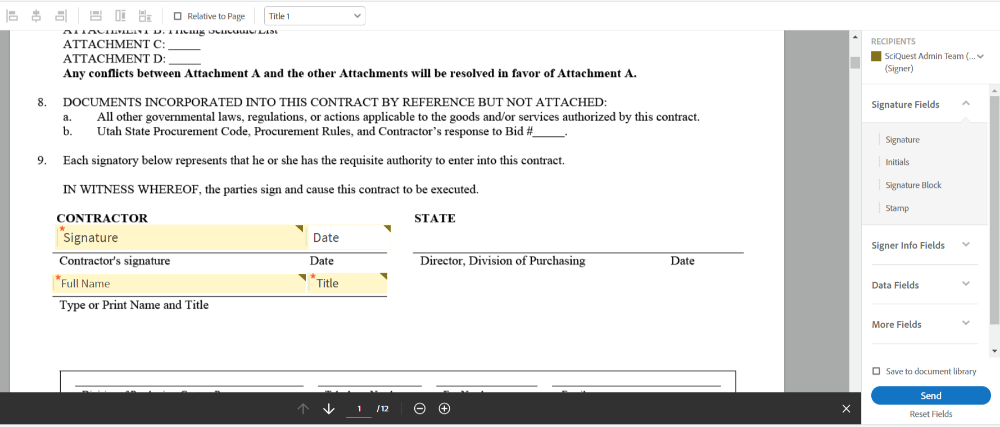 Relative to Page
Title 1
ATTACHMENT B: Pricing Schedule/List
ATTACHMENT C: ______
ATTACHMENT D: ______
Any conflicts between Attachment A and the other Attachments will be resolved in favor of Attachment A.
8. DOCUMENTS INCORPORATED INTO THIS CONTRACT BY REFERENCE BUT NOT ATTACHED:
a. All other governmental laws, regulations, or actions applicable to the goods and/or services authorized by this contract.
b. Utah State Procurement Code, Procurement Rules, and Contractor’s response to Bid #______.
9. Each signatory below represents that he or she has the requisite authority to enter into this contract.
IN WITNESS WHEREOF, the parties sign and cause this contract to be executed.
CONTRACTOR
STATE
*Signature
Date
Contractor's signature
Date
Director, Division of Purchasing
Date
*Full Name
*Title
Type or Print Name and Title
1 /12
RECIPIENTS
SciQuest Admin Team (...
(Signer)
Signature Fields
Signature
Initials
Signature Block
Stamp
Signer Info Fields
Data Fields
More Fields
Save to document library
Send
Reset Fields